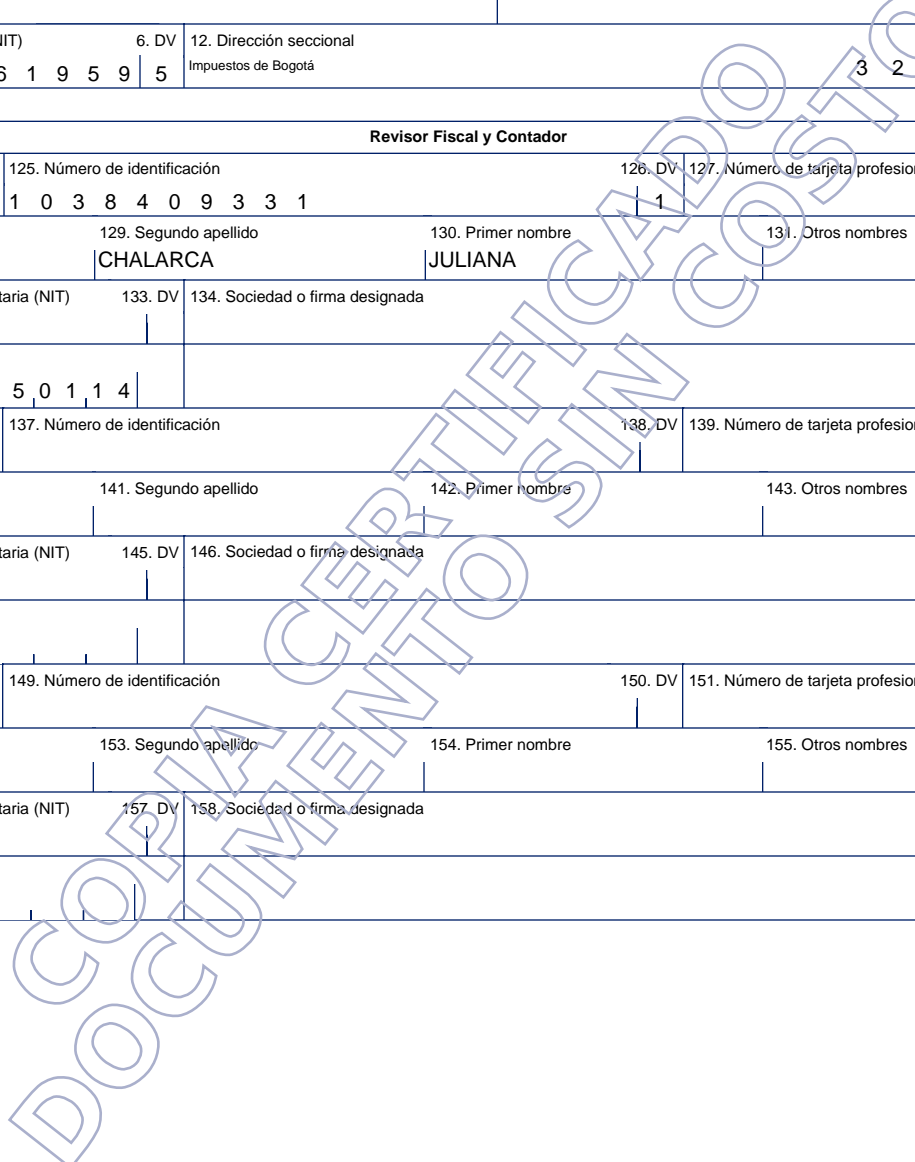 NIT) 6. DV 12. Dirección seccional
6 1 9 5 9 5 Impuestos de Bogotá 3 2
Revisor Fiscal y Contador
125. Número de identificación 126. DV 127. Número de tarjeta profesion
1 0 3 8 4 0 9 3 3 1 1
129. Segundo apellido 130. Primer nombre 131. Otros nombres
CHALARCA JULIANA
taria (NIT) 133. DV 134. Sociedad o firma designada
5 0 1 1 4
137. Número de identificación 138. DV 139. Número de tarjeta profesion
141. Segundo apellido 142. Primer nombre 143. Otros nombres
taria (NIT) 145. DV 146. Sociedad o firma designada
149. Número de identificación 150. DV 151. Número de tarjeta profesion
153. Segundo apellido 154. Primer nombre 155. Otros nombres
taria (NIT) 157. DV 158. Sociedad o firma designada
COPIA CERTIFICADO
DOCUMENTO SIN COSTO